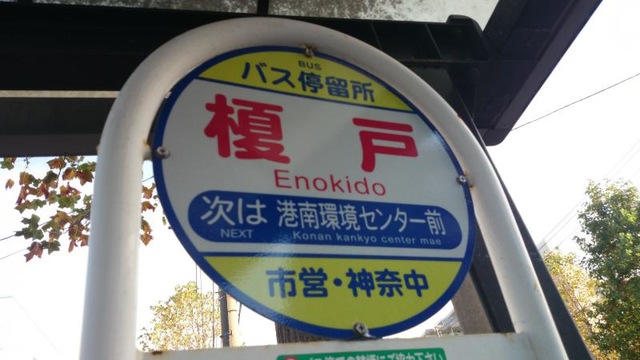 BUS
バス停留所
榎戸
Enokido
次は 港南環境センター前
NEXT Konan kankyo center mae
市営・神奈中